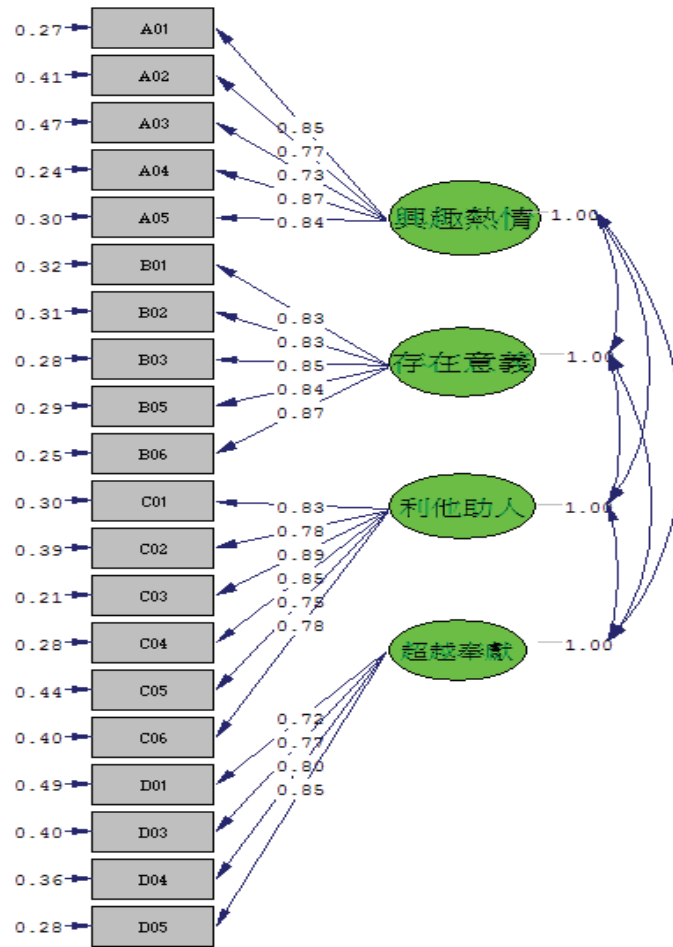 0.27 A01
0.41 A02
0.47 A03
0.24 A04
0.30 A05
0.85
0.77
0.73
0.87
0.84
興趣熱情 1.00
0.32 B01
0.31 B02
0.28 B03
0.29 B05
0.25 B06
0.83
0.83
0.85
0.84
0.87
存在意義 1.00
0.30 C01
0.39 C02
0.21 C03
0.28 C04
0.44 C05
0.40 C06
0.83
0.78
0.89
0.85
0.75
0.78
利他助人 1.00
0.49 D01
0.40 D03
0.36 D04
0.28 D05
0.72
0.77
0.80
0.85
超越奉獻 1.00